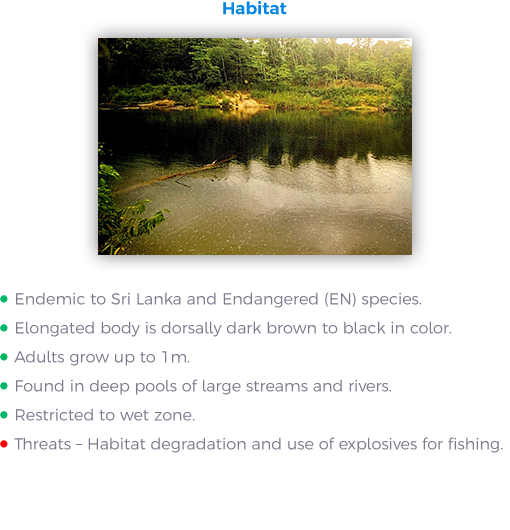 Habitat
Endemic to Sri Lanka and Endangered (EN) species.
Elongated body is dorsally dark brown to black in color.
Adults grow up to 1m.
Found in deep pools of large streams and rivers.
Restricted to wet zone.
Threats – Habitat degradation and use of explosives for fishing.